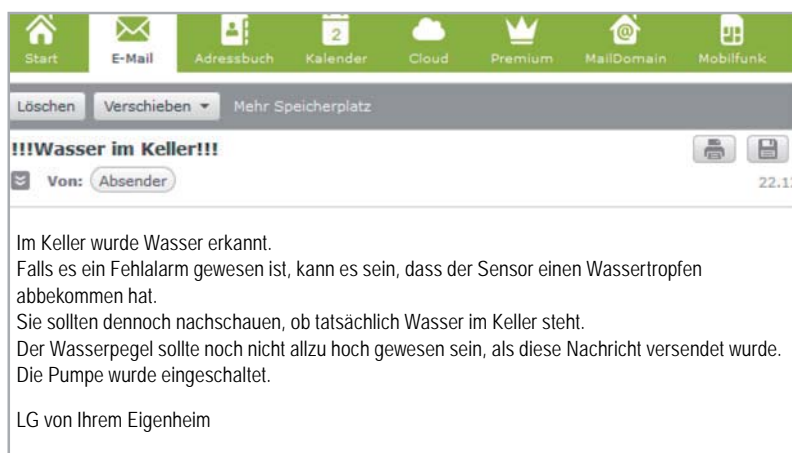 Start E-Mail Adressbuch 2 Kalender Cloud Premium @ MailDomain Mobilfunk
Löschen Verschieben Mehr Speicherplatz
!!!Wasser im Keller!!!
Von: Absender 22.1
Im Keller wurde Wasser erkannt.
Falls es ein Fehlalarm gewesen ist, kann es sein, dass der Sensor einen Wassertropfen
abbekommen hat.
Sie sollten dennoch nachschauen, ob tatsächlich Wasser im Keller steht.
Der Wasserpegel sollte noch nicht allzu hoch gewesen sein, als diese Nachricht versendet wurde.
Die Pumpe wurde eingeschaltet.
LG von Ihrem Eigenheim